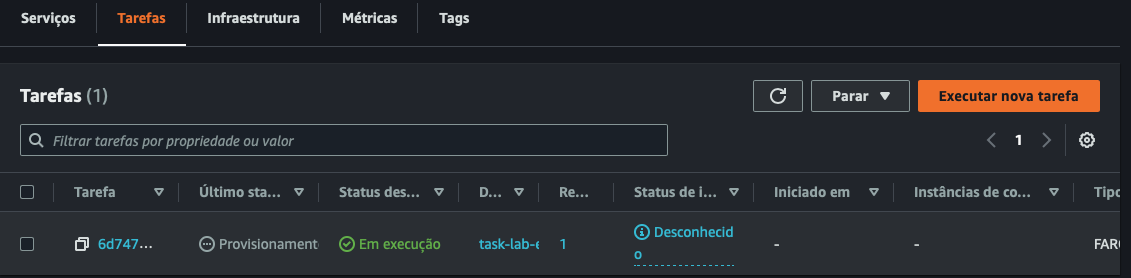 Serviços
Tarefas
Infraestrutura
Métricas
Tags
Tarefas (1)
Parar
Executar nova tarefa
Filtrar tarefas por propriedade ou valor
1
Tarefa
Último sta...
Status des...
D...
Re...
Status de i...
Iniciado em
Instâncias de co...
Tipo
6d747...
Provisionament
Em execução
task-lab-e
1
Desconhecid
o
-
-
FARG